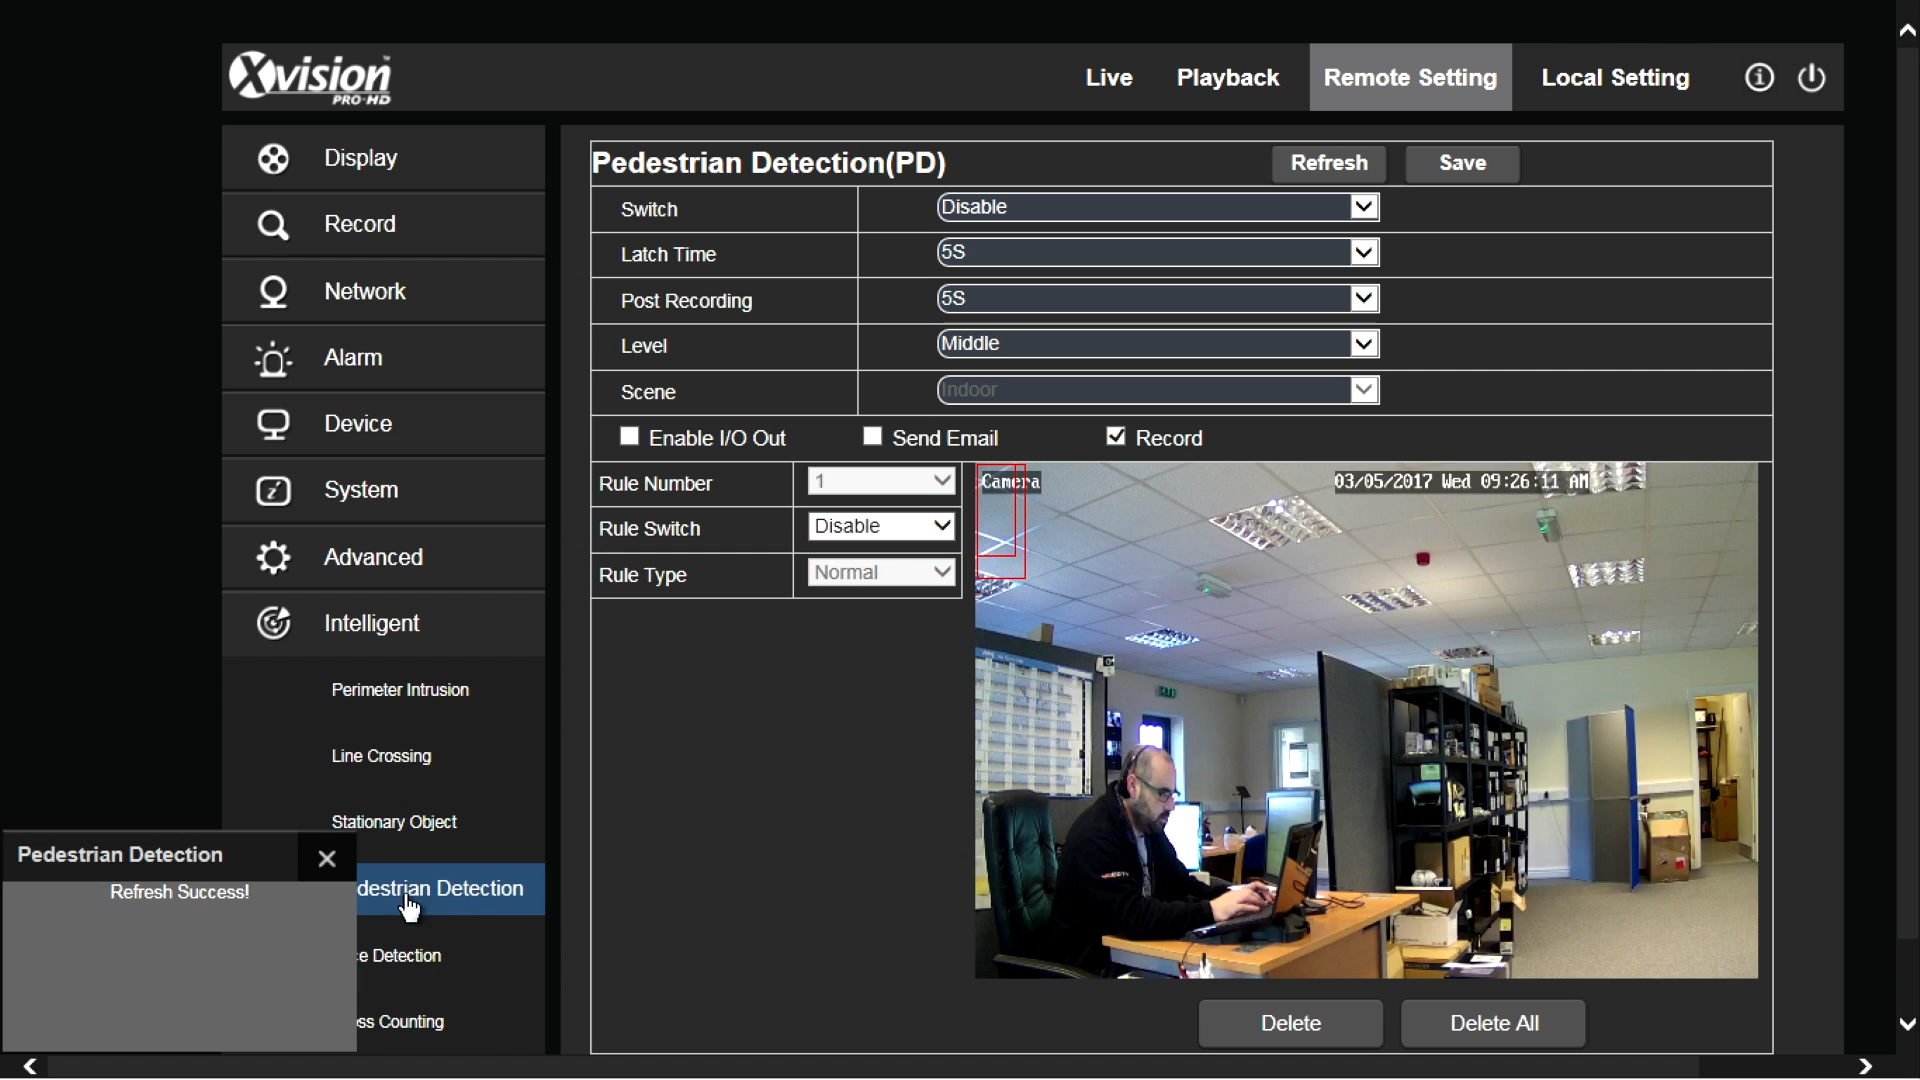 Xvision
PRO-HD
Live Playback Remote Setting Local Setting
Display
Record
Network
Alarm
Device
System
Advanced
Intelligent
Perimeter Intrusion
Line Crossing
Stationary Object
destrian Detection
e Detection
ss Counting
Pedestrian Detection
Refresh Success!
Pedestrian Detection(PD) Refresh Save
Switch Disable
Latch Time 5S
Post Recording 5S
Level Middle
Scene Indoor
Enable I/O Out Send Email Record
Rule Number 1
Rule Switch Disable
Rule Type Normal
Camera 03/05/2017 Wed 09:26:11 AM
Delete Delete All